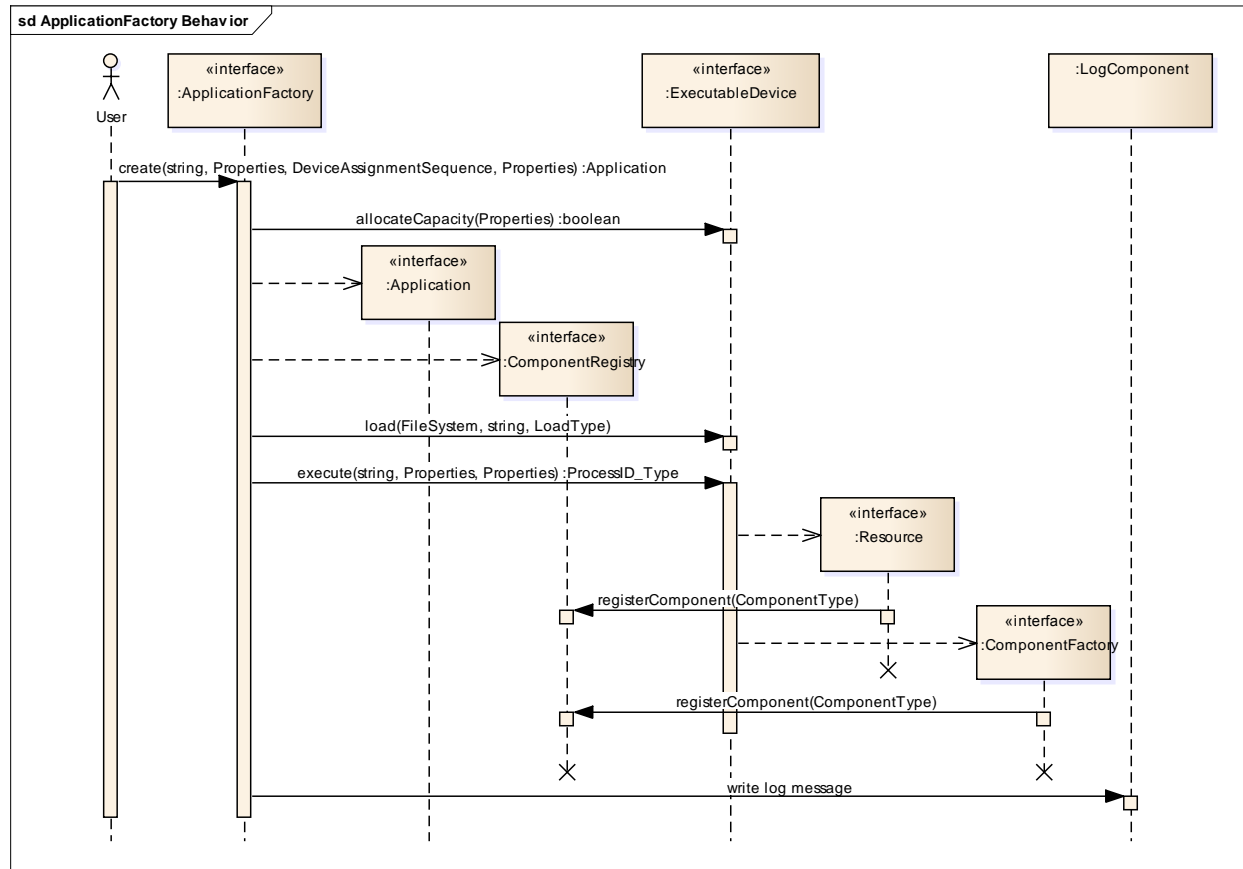 sd ApplicationFactory Behavior
«interface»
:ApplicationFactory
«interface»
:ExecutableDevice
:LogComponent
User
create(string, Properties, DeviceAssignmentSequence, Properties) :Application
allocateCapacity(Properties) :boolean
«interface»
:Application
«interface»
:ComponentRegistry
load(FileSystem, string, LoadType)
execute(string, Properties, Properties) :ProcessID_Type
«interface»
:Resource
registerComponent(ComponentType)
«interface»
:ComponentFactory
registerComponent(ComponentType)
write log message